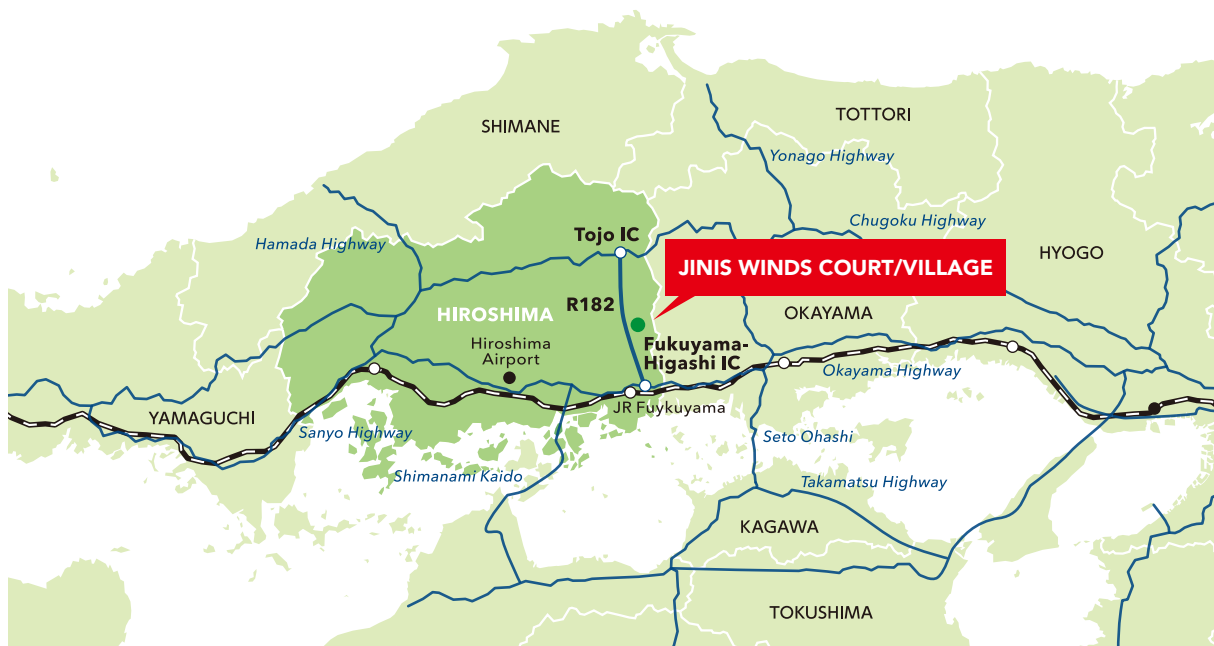 TOTTORI
SHIMANE
Yonago Highway
Chugoku Highway
Tojo IC
Hamada Highway
HYOGO
JINIS WINDS COURT/VILLAGE
R182
HIROSHIMA
OKAYAMA
Hiroshima
Airport
Fukuyama-
Higashi IC
Okayama Highway
JR Fuykuyama
YAMAGUCHI
Sanyo Highway
Seto Ohashi
Shimanami Kaido
Takamatsu Highway
KAGAWA
TOKUSHIMA